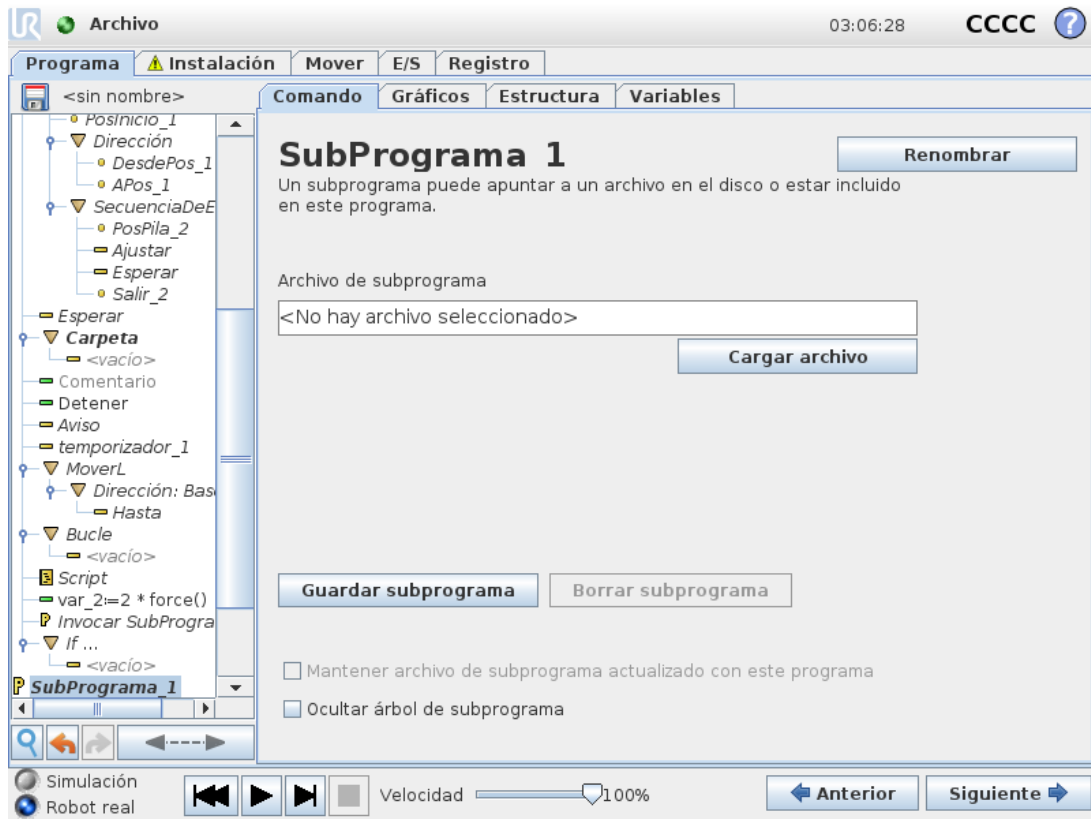 UR
Archivo
03:06:28
CCCC
?
Programa
Instalación
Mover
E/S
Registro
<sin nombre>
Comando
Gráficos
Estructura
Variables
PosInicio_1
Dirección
DesdePos_1
APos_1
SecuenciaDeE
PosPila_2
Ajustar
Esperar
Salir_2
Esperar
Carpeta
<vacío>
Comentario
Detener
Aviso
temporizador_1
MoverL
Dirección: Bas
Hasta
Bucle
<vacío>
Script
var_2:=2 * force()
P Invocar SubProgra
If ...
<vacío>
P SubPrograma_1
SubPrograma 1
Renombrar
Un subprograma puede apuntar a un archivo en el disco o estar incluido
en este programa.
Archivo de subprograma
<No hay archivo seleccionado>
Cargar archivo
Guardar subprograma
Borrar subprograma
Mantener archivo de subprograma actualizado con este programa
Ocultar árbol de subprograma
Simulación
Robot real
Velocidad
100%
Anterior
Siguiente